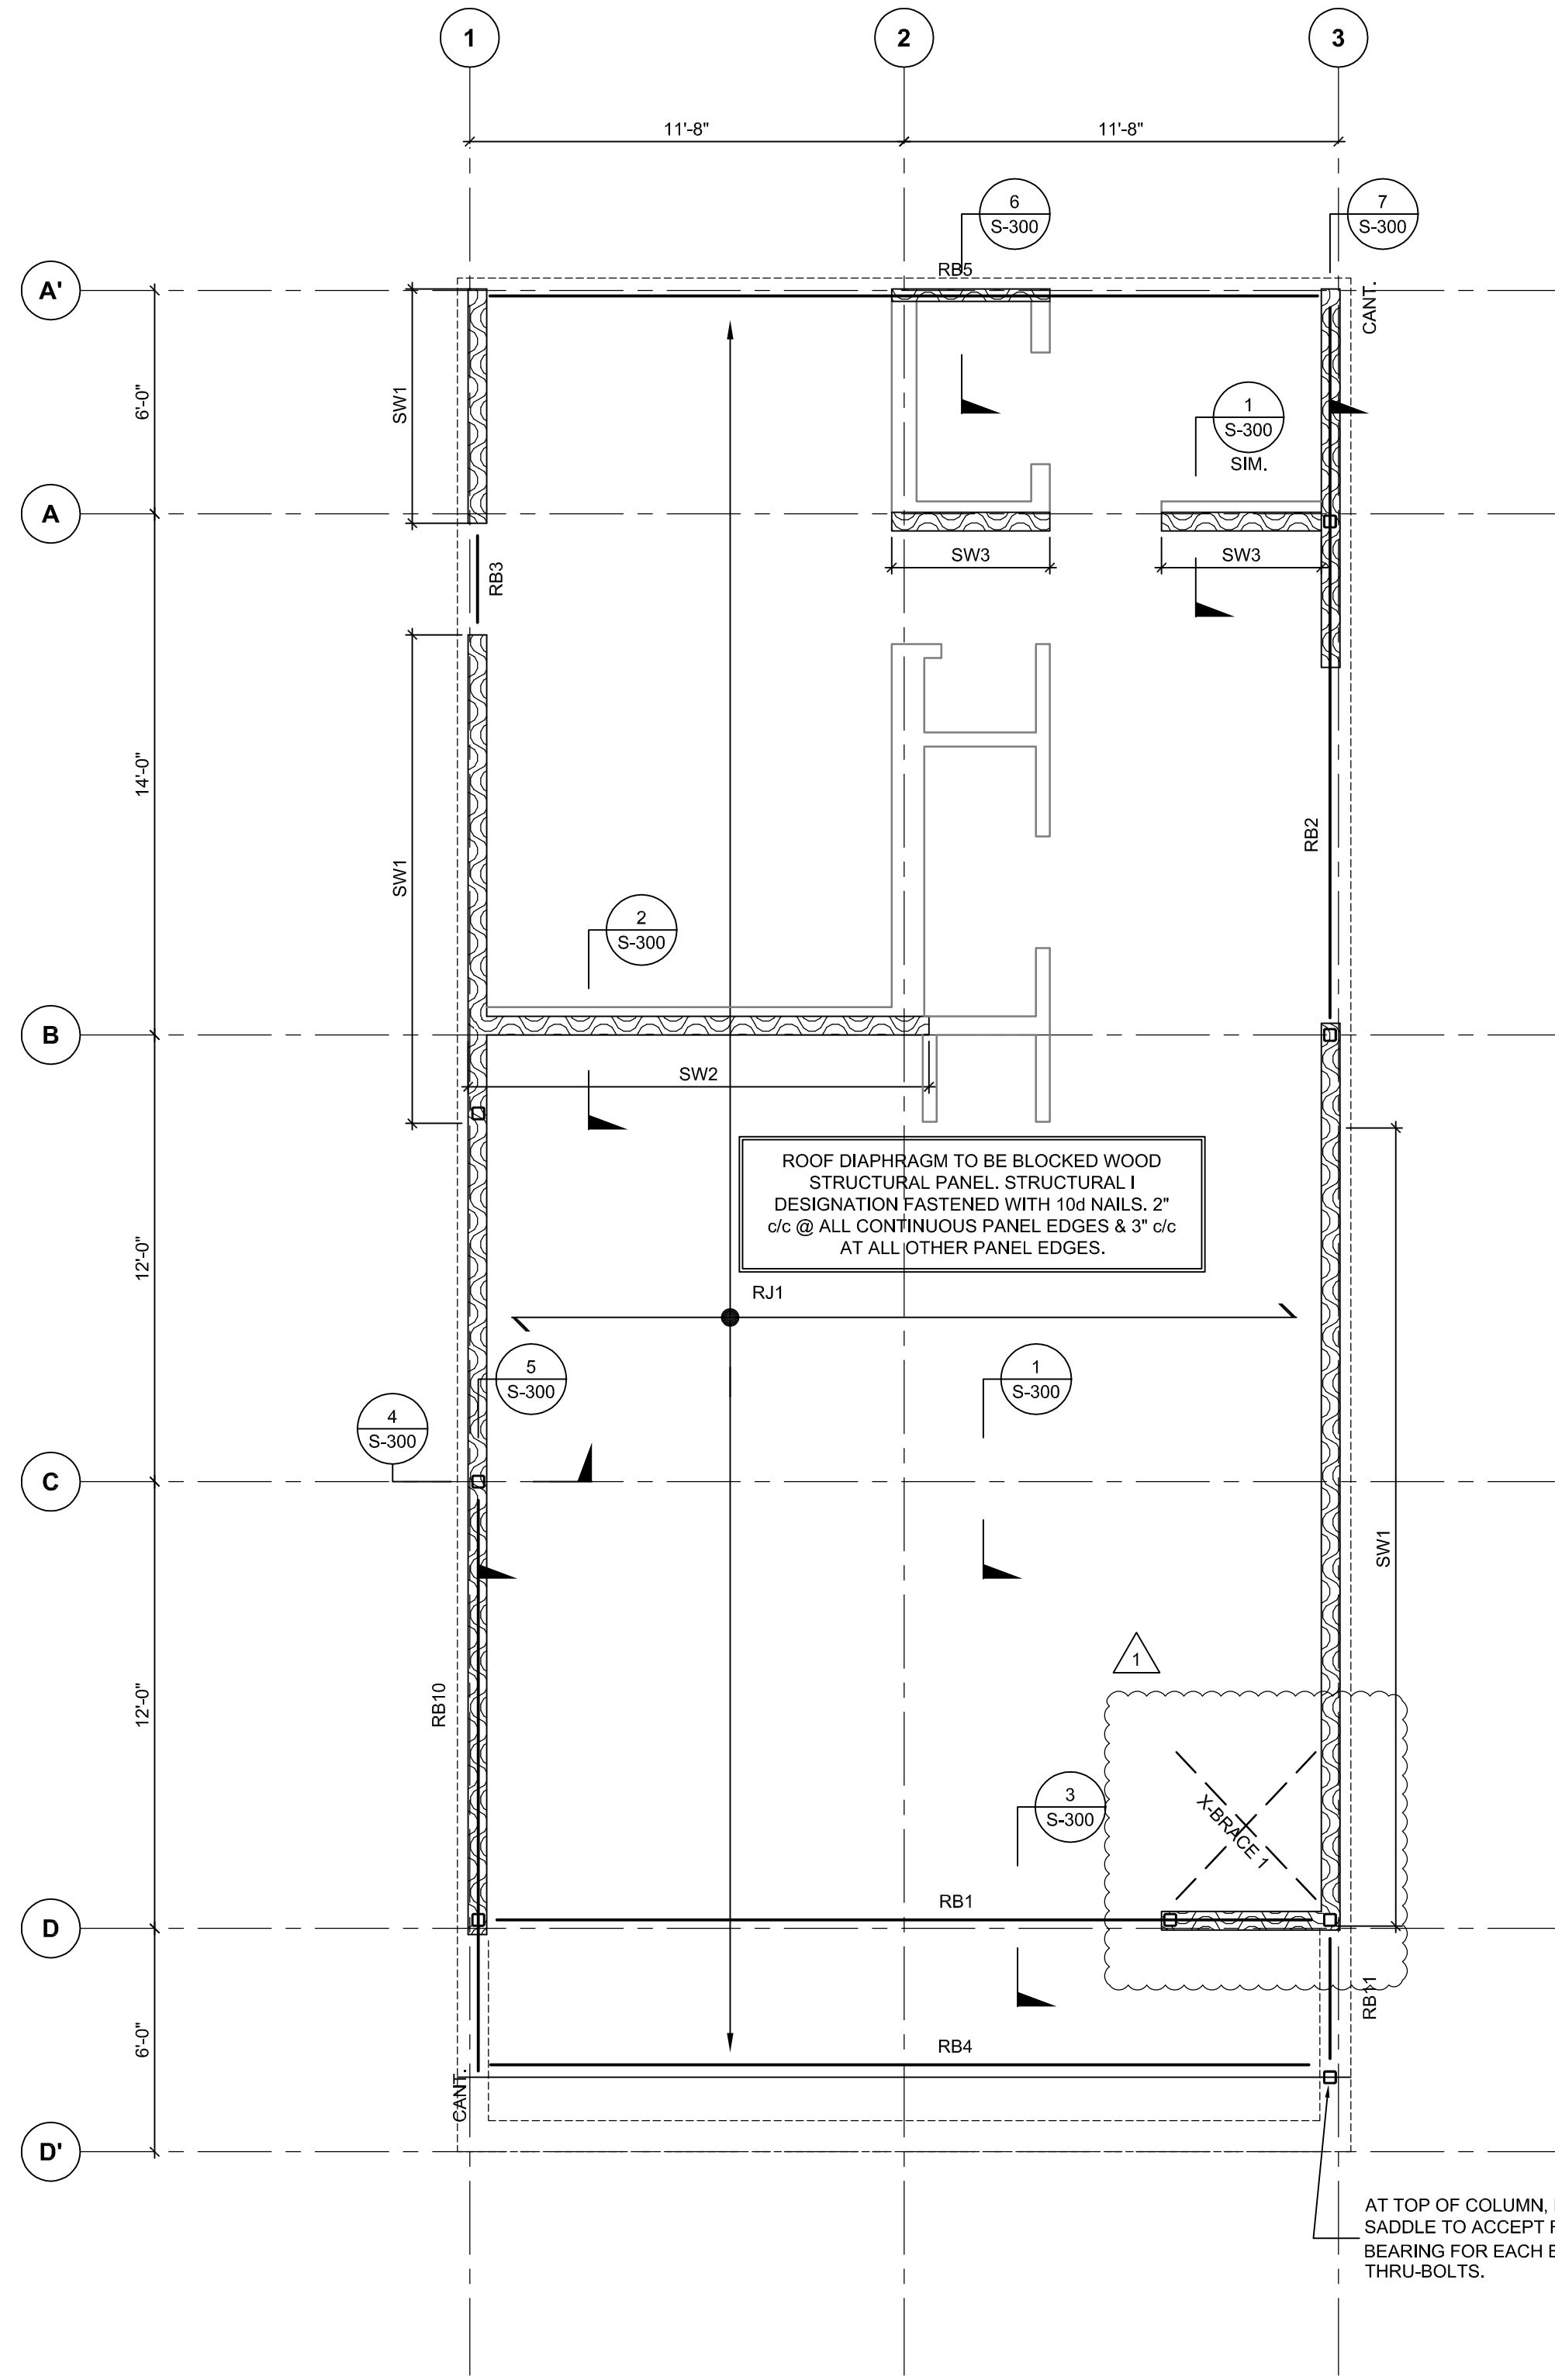 1
2
3
11'-8"
11'-8"
6
S-300
7
S-300
RB5
A'
CANT.
6'-0"
SW1
1
S-300
SIM.
A
SW3
SW3
RB3
14'-0"
SW1
RB2
2
S-300
B
SW2
ROOF DIAPHRAGM TO BE BLOCKED WOOD
STRUCTURAL PANEL. STRUCTURAL I
DESIGNATION FASTENED WITH 10d NAILS. 2"
c/c @ ALL CONTINUOUS PANEL EDGES & 3" c/c
AT ALL OTHER PANEL EDGES.
12'-0"
RJ1
5
S-300
1
S-300
4
S-300
C
SW1
1
12'-0"
RB10
3
S-300
X-BRACE 1
RB1
D
RB11
6'-0"
RB4
CANT.
D'
AT TOP OF COLUMN,
SADDLE TO ACCEPT
BEARING FOR EACH
THRU-BOLTS.